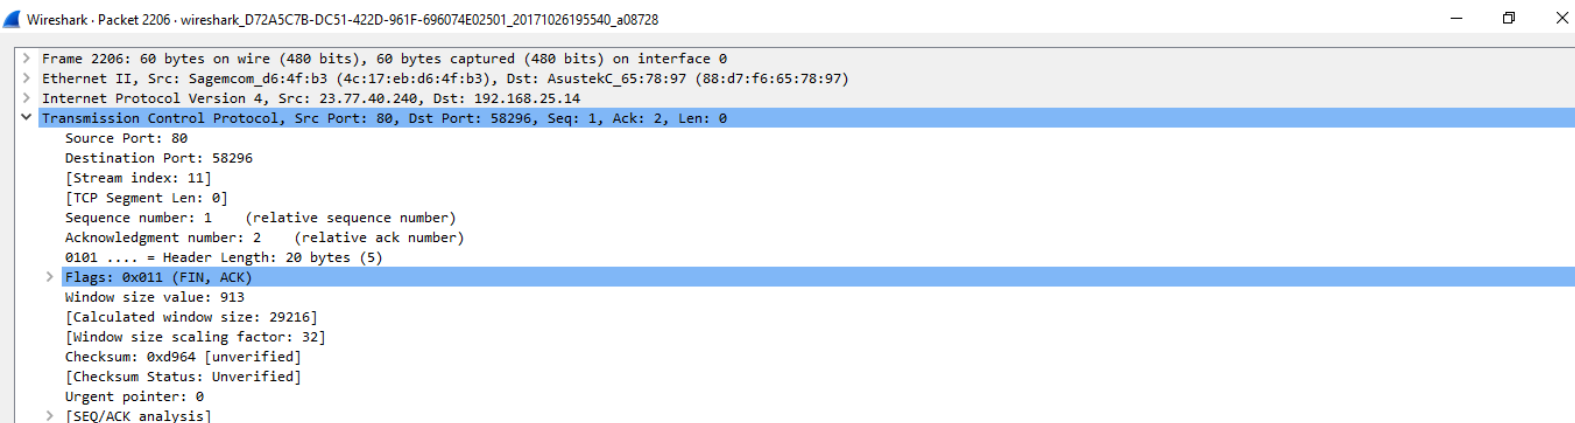 Wireshark · Packet 2206 · wireshark_D72A5C7B-DC51-422D-961F-696074E02501_20171026195540_a08728
Frame 2206: 60 bytes on wire (480 bits), 60 bytes captured (480 bits) on interface 0
Ethernet II, Src: Sagemcom_d6:4f:b3 (4c:17:eb:d6:4f:b3), Dst: AsustekC_65:78:97 (88:d7:f6:65:78:97)
Internet Protocol Version 4, Src: 23.77.40.240, Dst: 192.168.25.14
Transmission Control Protocol, Src Port: 80, Dst Port: 58296, Seq: 1, Ack: 2, Len: 0
Source Port: 80
Destination Port: 58296
[Stream index: 11]
[TCP Segment Len: 0]
Sequence number: 1    (relative sequence number)
Acknowledgment number: 2    (relative ack number)
0101 .... = Header Length: 20 bytes (5)
Flags: 0x011 (FIN, ACK)
Window size value: 913
[Calculated window size: 29216]
[Window size scaling factor: 32]
Checksum: 0xd964 [unverified]
[Checksum Status: Unverified]
Urgent pointer: 0
[SEQ/ACK analysis]